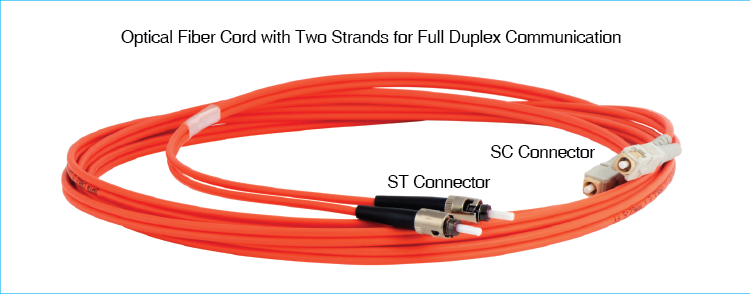 Optical Fiber Cord with Two Strands for Full Duplex Communication
SC Connector
ST Connector